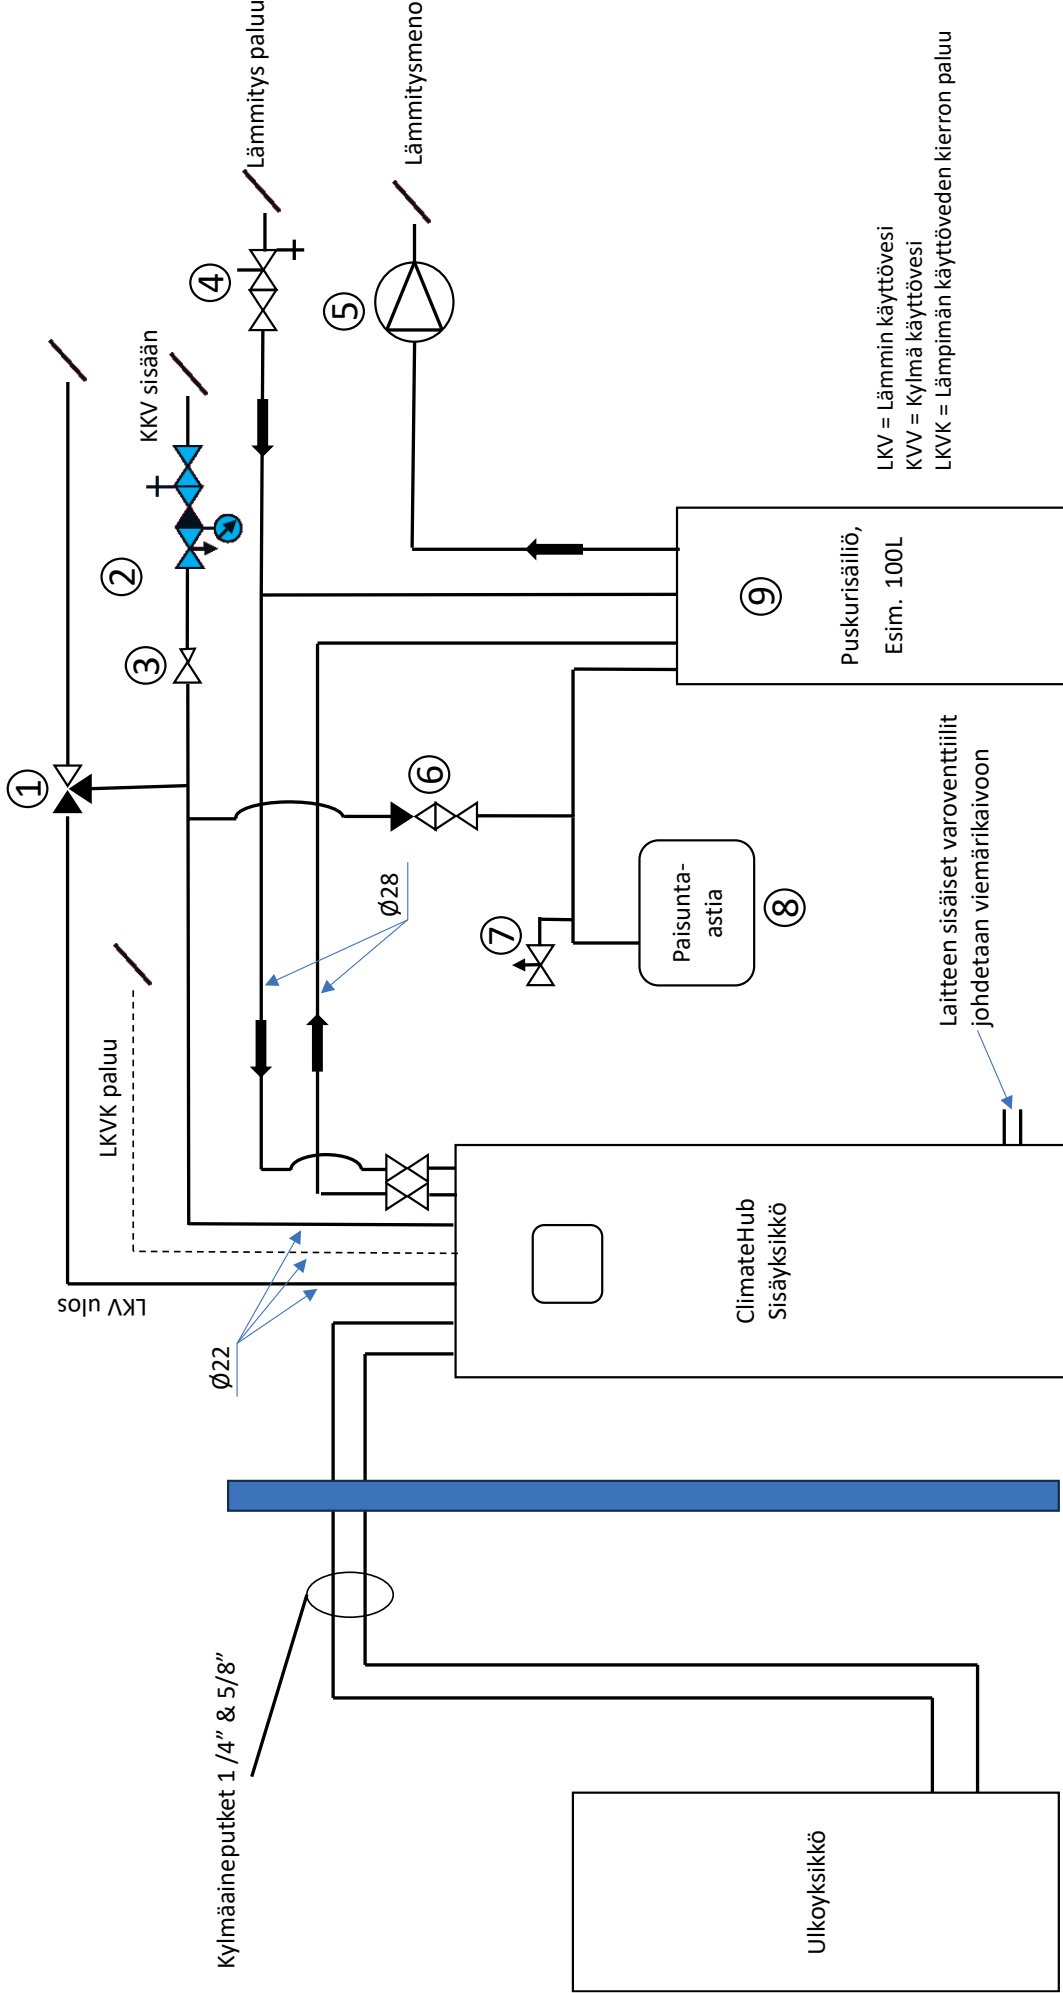 Kylmäaineputket 1 /4” & 5/8”
Ulkoyksikkö
Ø22
LKV ulos
LKVK paluu
ClimateHub
Sisäyksikkö
Laitteen sisäiset varoventtiilit
johdetaan viemärikaivoon
Ø28
1
3
2
KKV sisään
4
Lämmitys paluu
5
Lämmitysmeno
6
7
Paisunta-
astia
8
9
Puskurisäiliö,
Esim. 100L
LKV = Lämmin käyttövesi
KVV = Kylmä käyttövesi
LKVK = Lämpimän käyttöveden kierron paluu